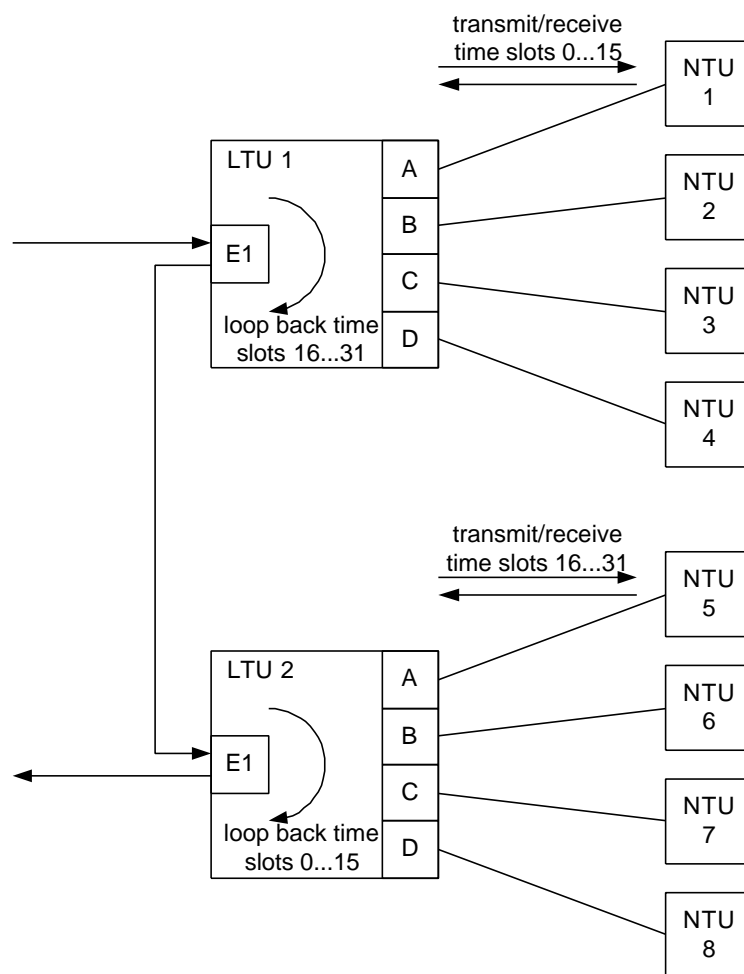 transmit/receive
time slots 0...15
NTU
1
LTU 1
A
NTU
2
B
E1
C
NTU
3
loop back time
slots 16...31
D
NTU
4
transmit/receive
time slots 16...31
NTU
5
LTU 2
A
NTU
6
B
E1
C
NTU
7
loop back time
slots 0...15
D
NTU
8